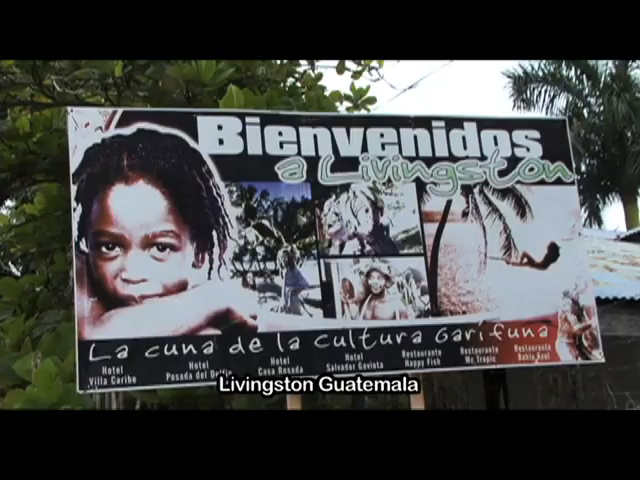 Bienvenidos
a Livingston
La cuna de la cultura Garífuna
Hotel
Villa Caribe
Hotel
Posada del
Hotel
Casa Rosada
Hotel
Salvador Gaviota
Restaurante
Happy Fish
Restaurante
Mc Tropic
Restaurante
Bahía Azul
Livingston Guatemala